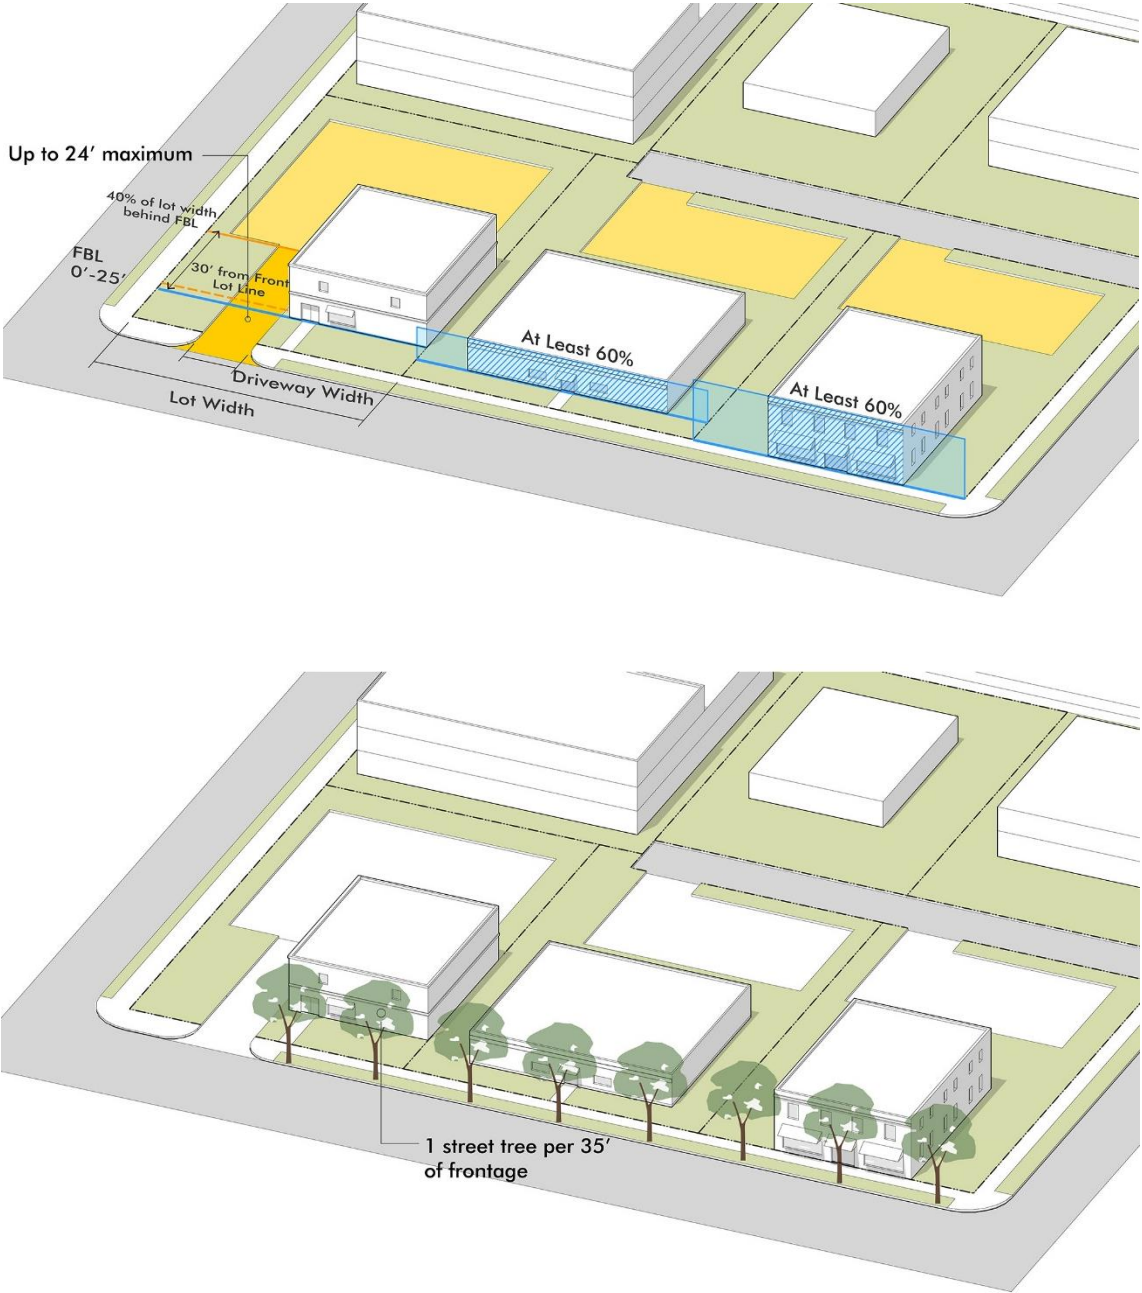 Up to 24' maximum
40% of lot width
behind FBL
FBL
0'-25'
30' from Front
Lot Line
At Least 60%
At Least 60%
Driveway Width
Lot Width
1 street tree per 35'
of frontage